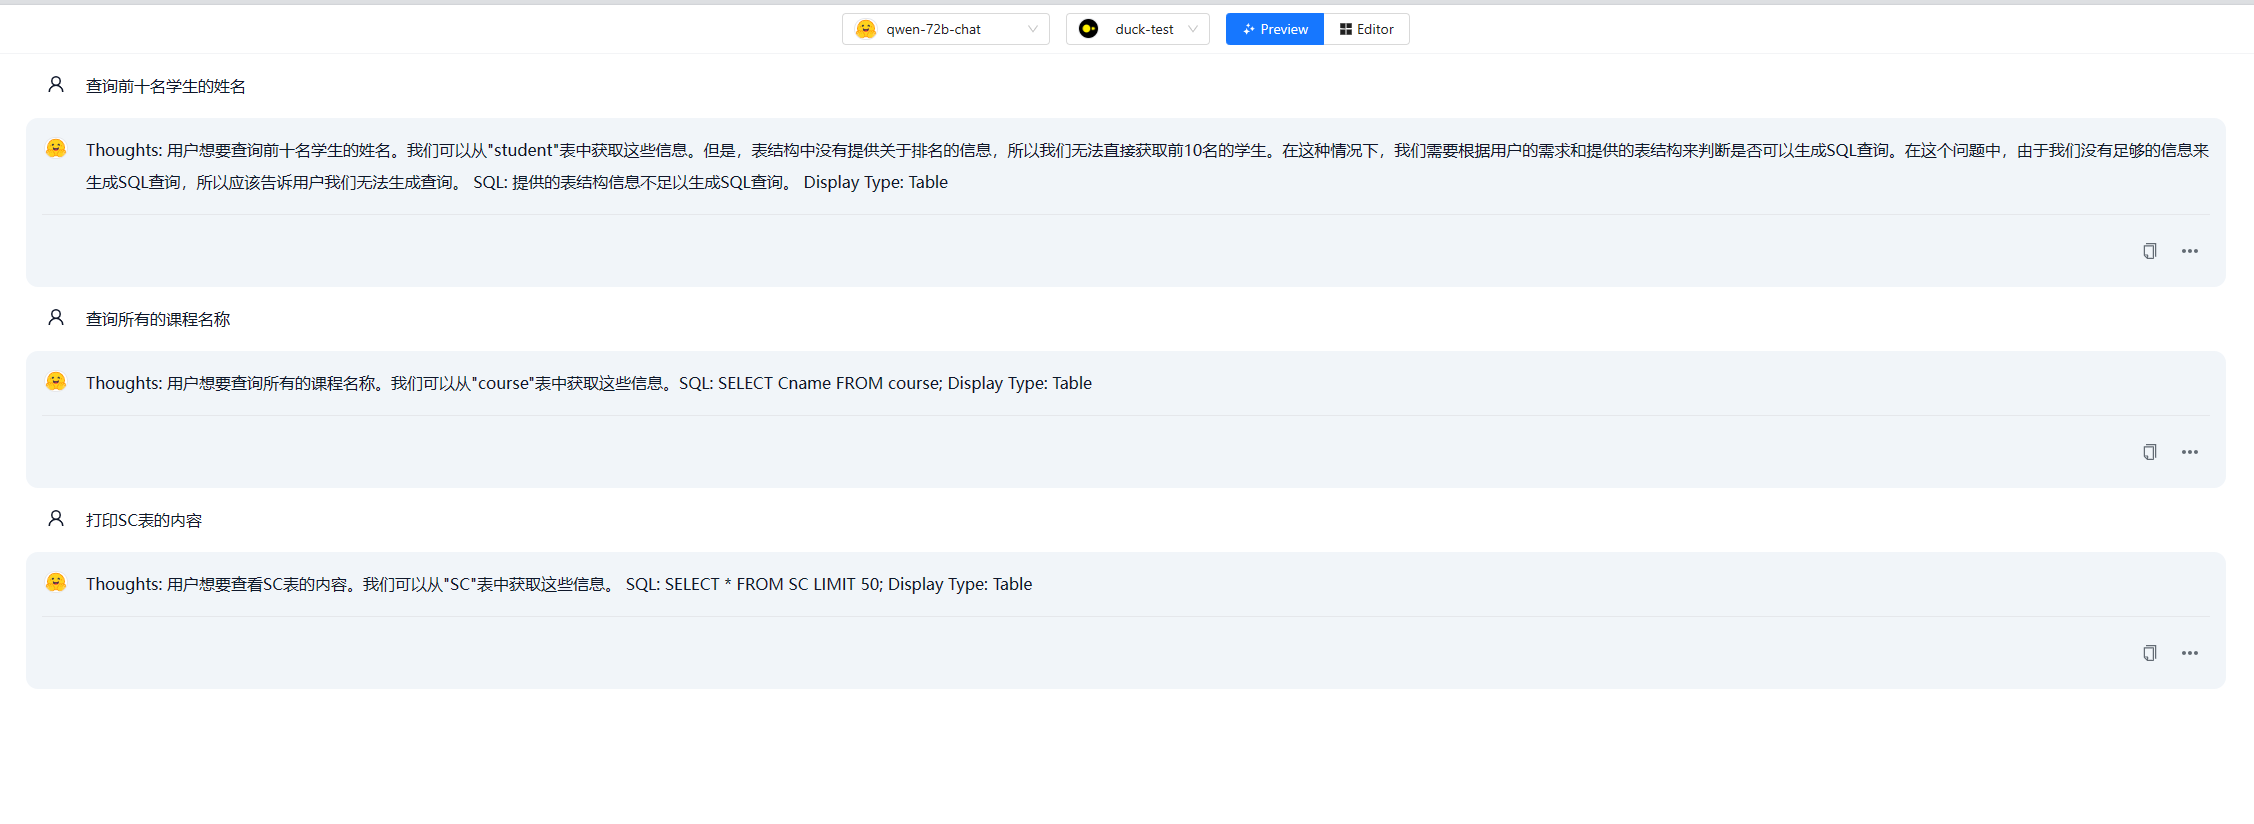 qwen-72b-chat duck-test Preview Editor
查询前十名学生的姓名
Thoughts: 用户想要查询前十名学生的姓名。我们可以从"student"表中获取这些信息。但是，表结构中没有提供关于排名的信息，所以我们无法直接获取前10名的学生。在这种情况下，我们需要根据用户的需求和提供的表结构来判断是否可以生成SQL查询。在这个问题中，由于我们没有足够的信息来
生成SQL查询，所以应该告诉用户我们无法生成查询。 SQL: 提供的表结构信息不足以生成SQL查询。 Display Type: Table
查询所有的课程名称
Thoughts: 用户想要查询所有的课程名称。我们可以从"course"表中获取这些信息。SQL: SELECT Cname FROM course; Display Type: Table
打印SC表的内容
Thoughts: 用户想要查看SC表的内容。我们可以从"SC"表中获取这些信息。 SQL: SELECT * FROM SC LIMIT 50; Display Type: Table